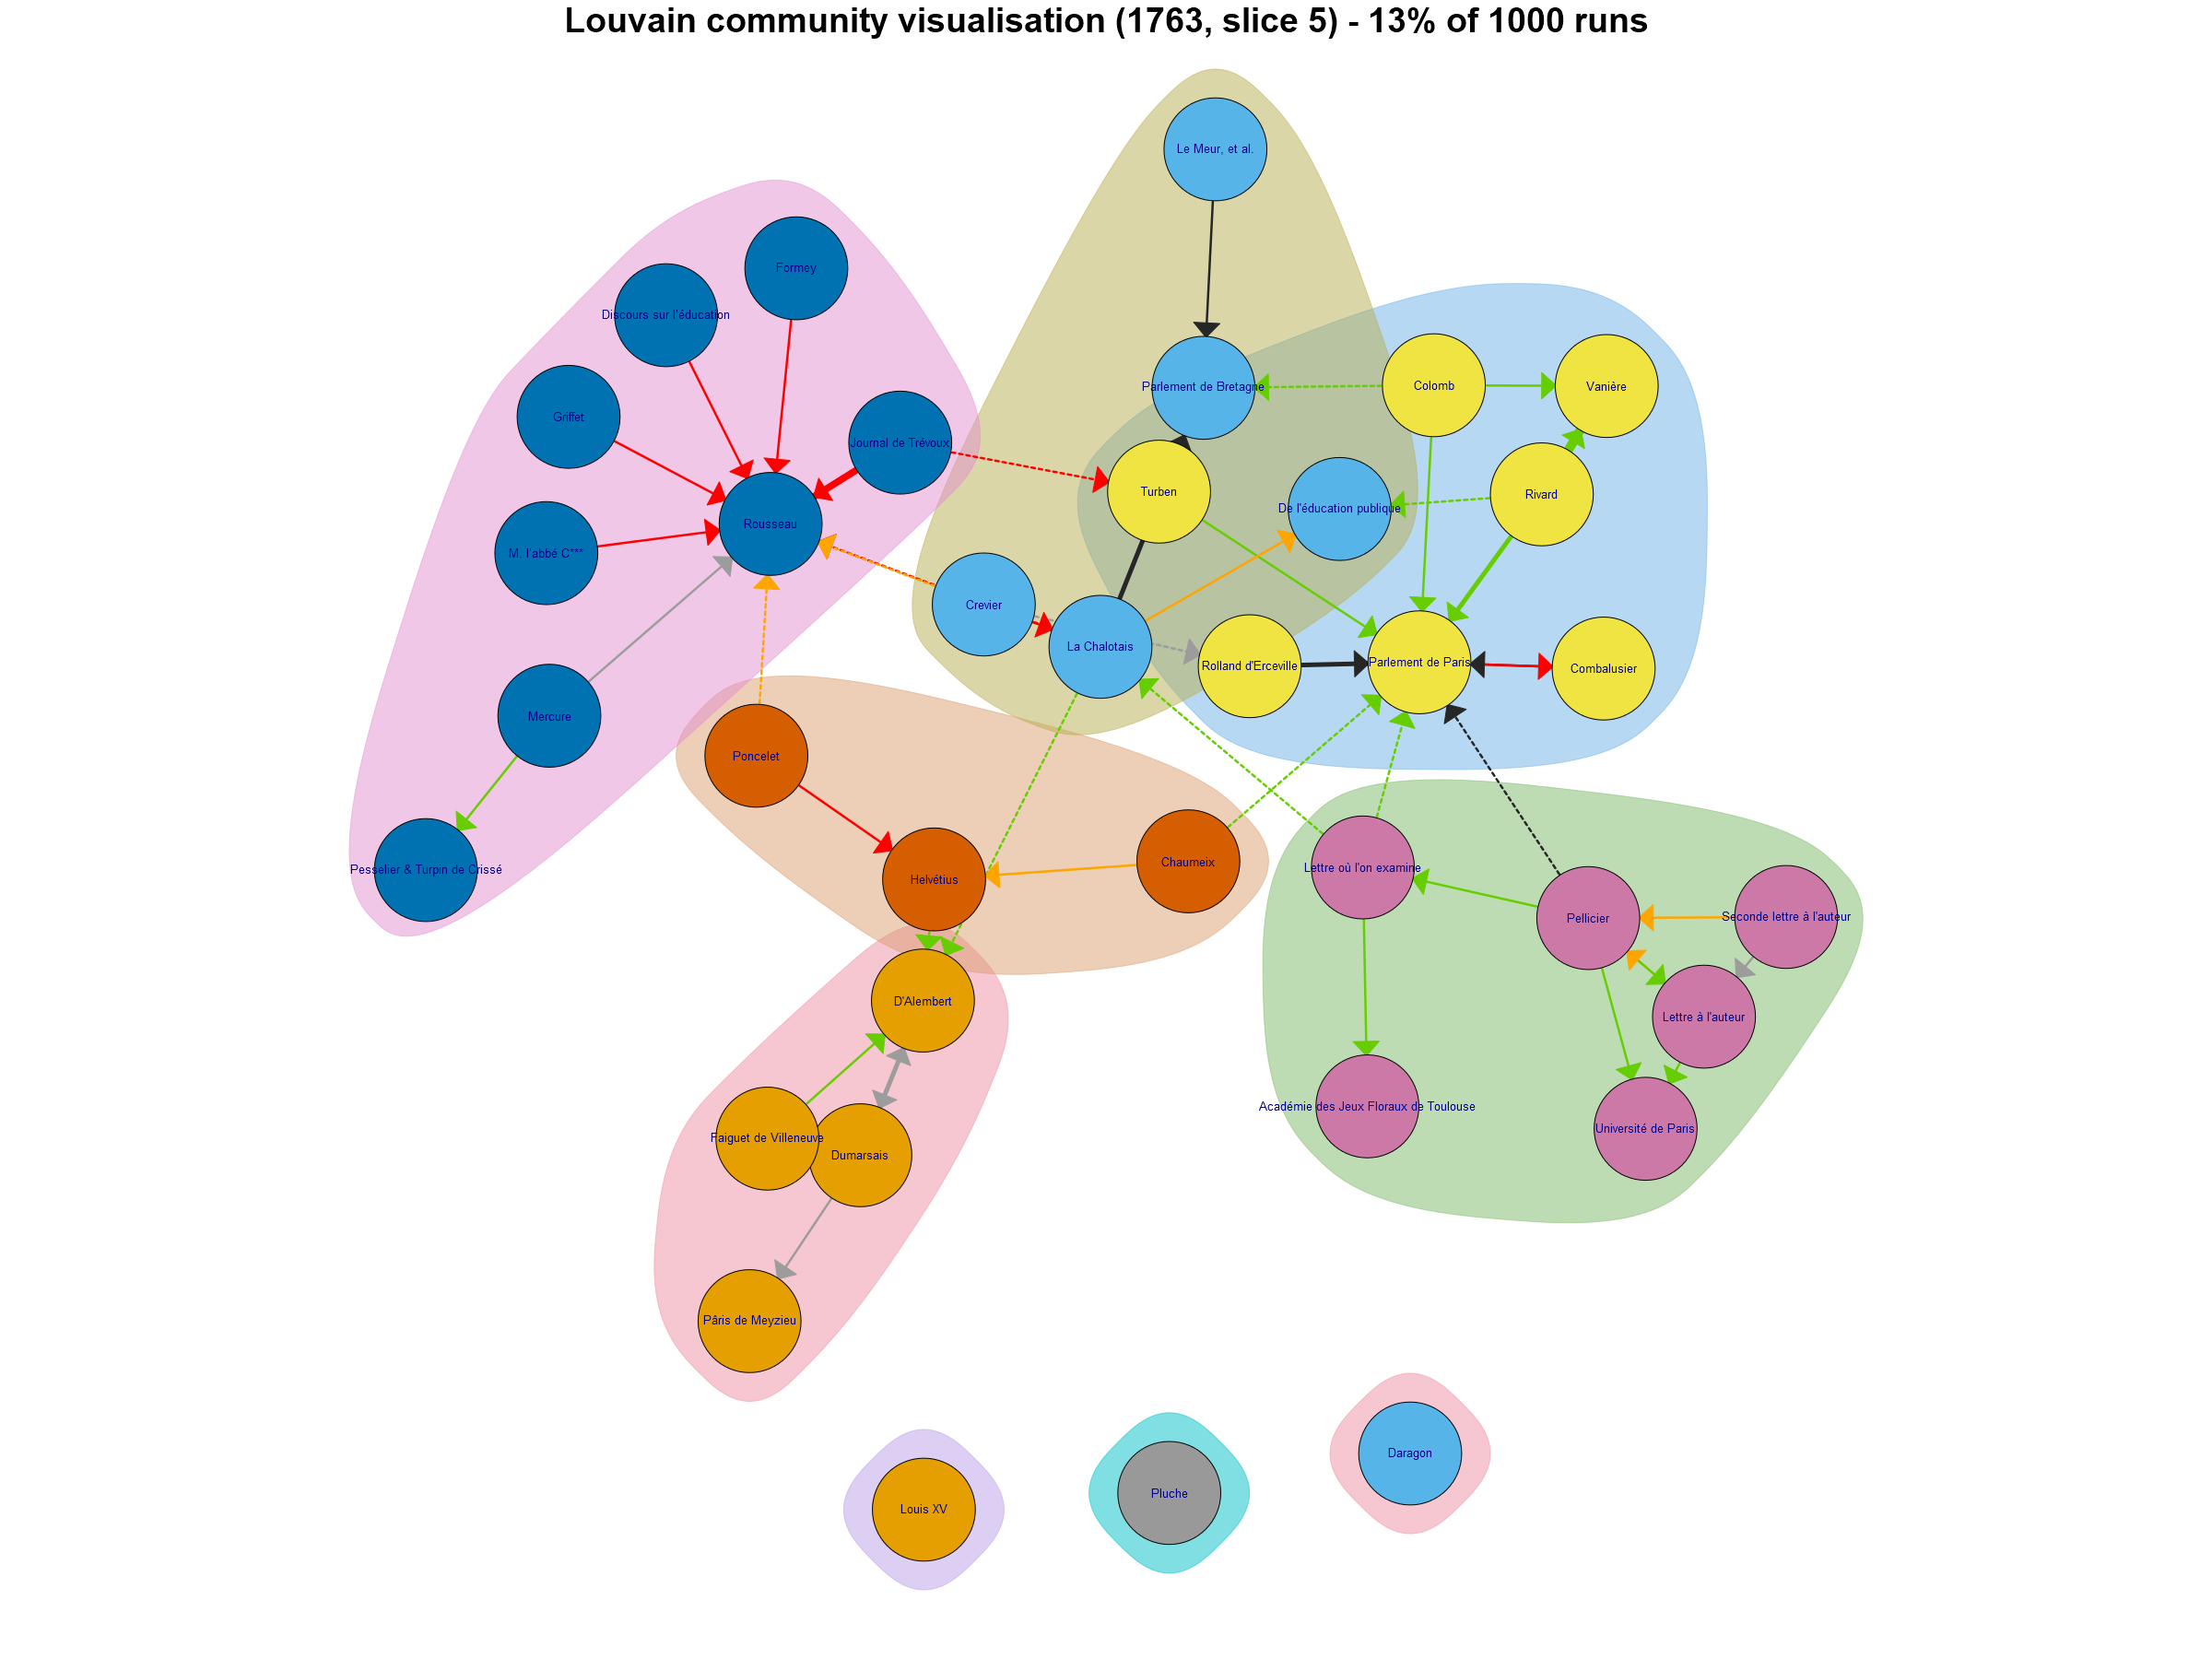 Louvain community visualisation (1763, slice 5) - 13% of 1000 runs
Le Meur, et al.
Formey
Discours sur l'éducation
Parlement de Bretagne
Colomb
Vanière
Griffet
Journal de Trévoux
Turben
Rivard
De l'éducation publique
Rousseau
M. l'abbé C***
Crevier
La Chalotais
Rolland d'Erceville
Parlement de Paris
Combalusier
Mercure
Poncelet
Pesselier & Turpin de Crissé
Helvétius
Chaumeix
Lettre où l'on examine
Pellicier
Seconde lettre à l'auteur
D'Alembert
Lettre à l'auteur
Académie des Jeux Floraux de Toulouse
Université de Paris
Faiguet de Villeneuve
Dumarsais
Pâris de Meyzieu
Daragon
Pluche
Louis XV